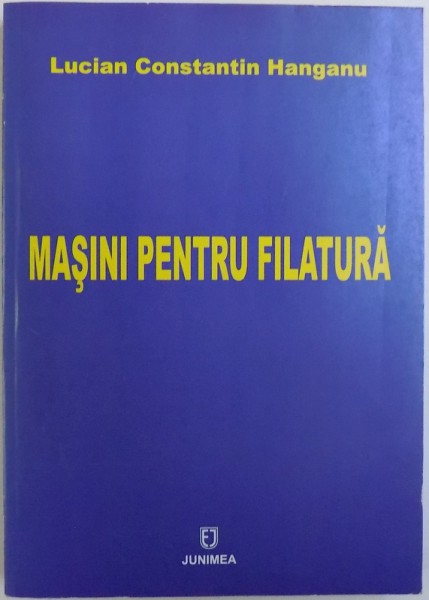 Lucian Constantin Hanganu
MAŞINI PENTRU FILATURĂ
EJ
JUNIMEA